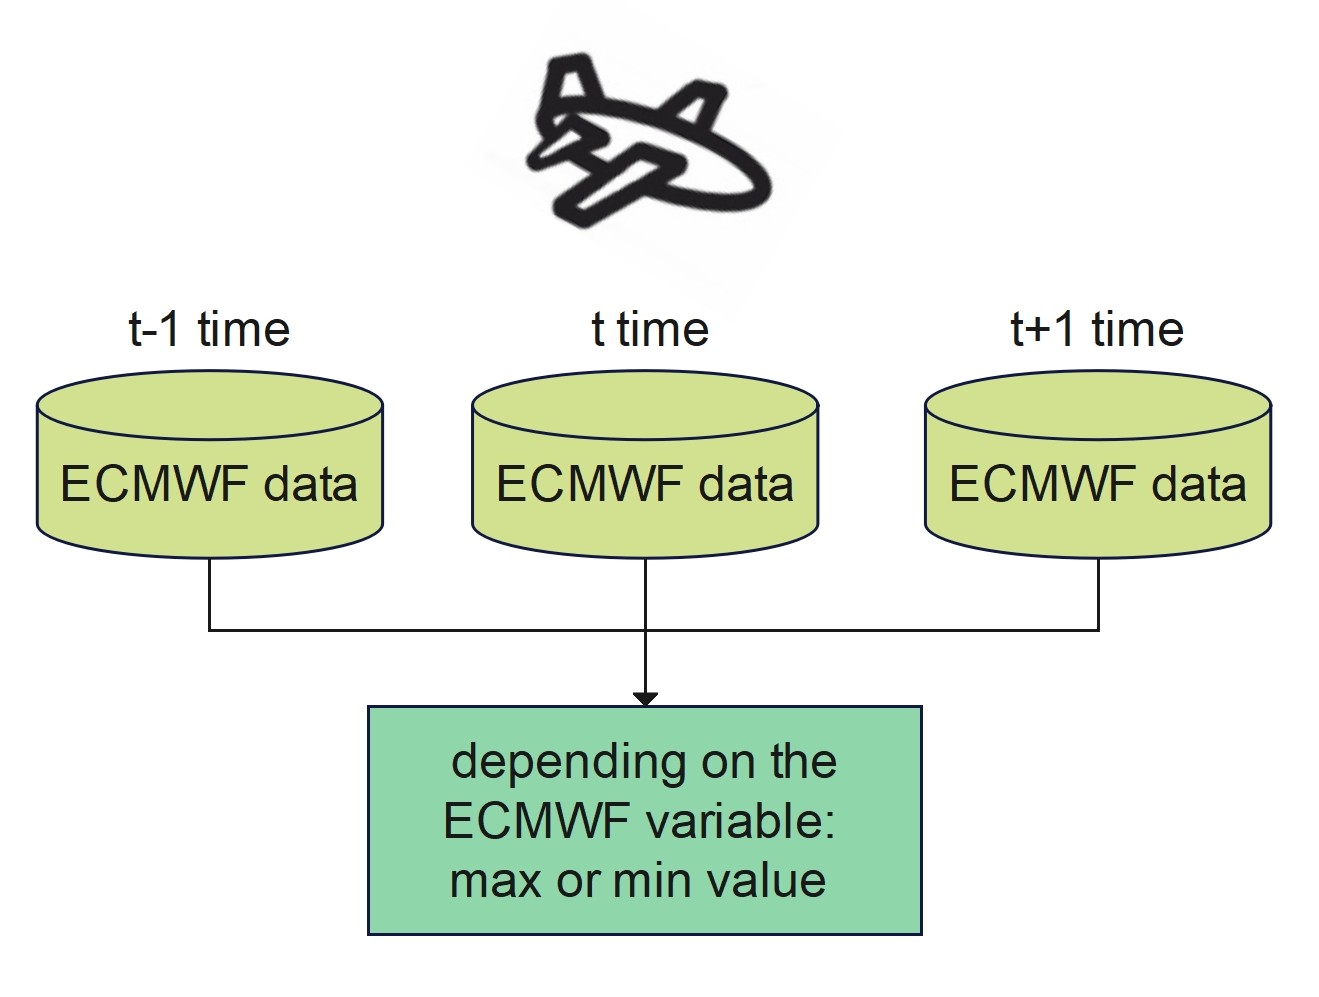 t-1 time
t time
t+1 time
ECMWF data
ECMWF data
ECMWF data
depending on the
ECMWF variable:
max or min value